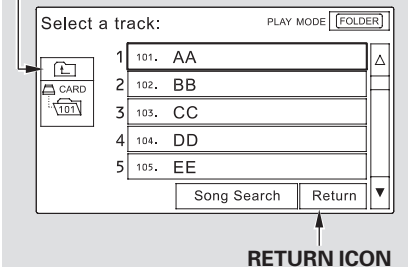 Select a track: PLAY MODE FOLDER
1 101. AA
CARD 2 102. BB
101 3 103. CC
4 104. DD
5 105. EE
Song Search Return
RETURN ICON